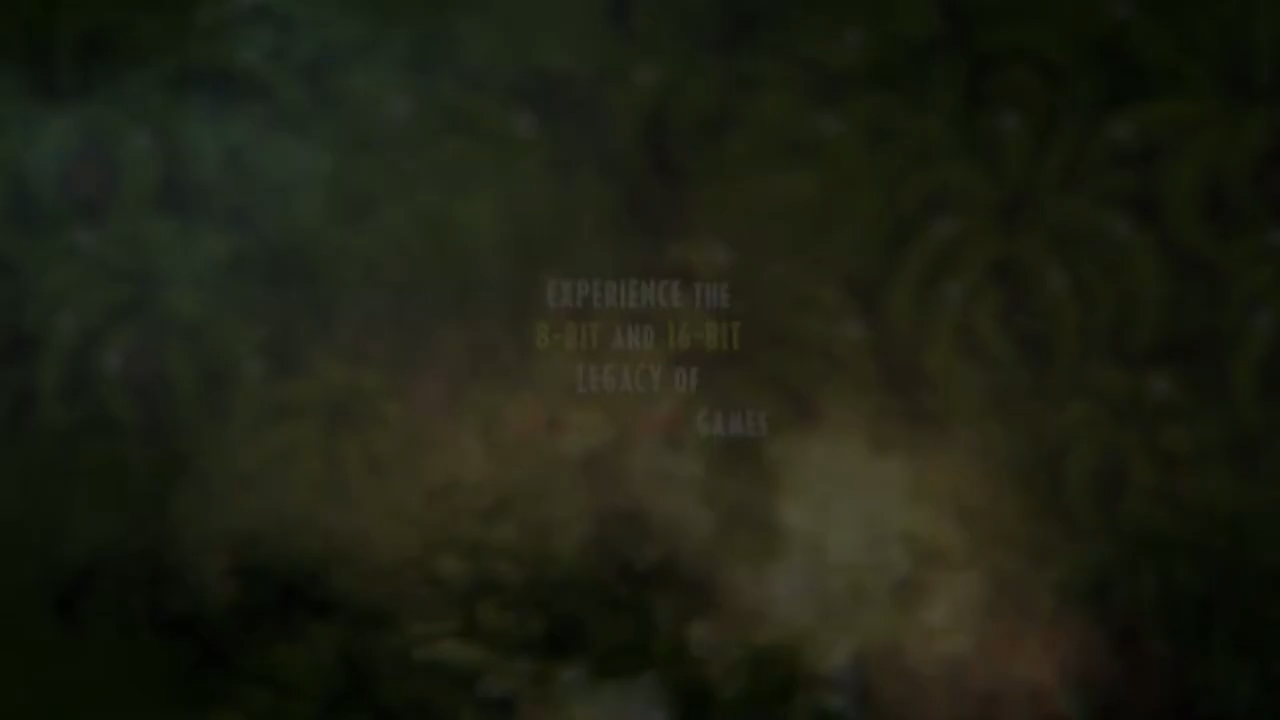 EXPERIENCE THE
8-BIT AND 16-BIT
LEGACY OF
GAMES